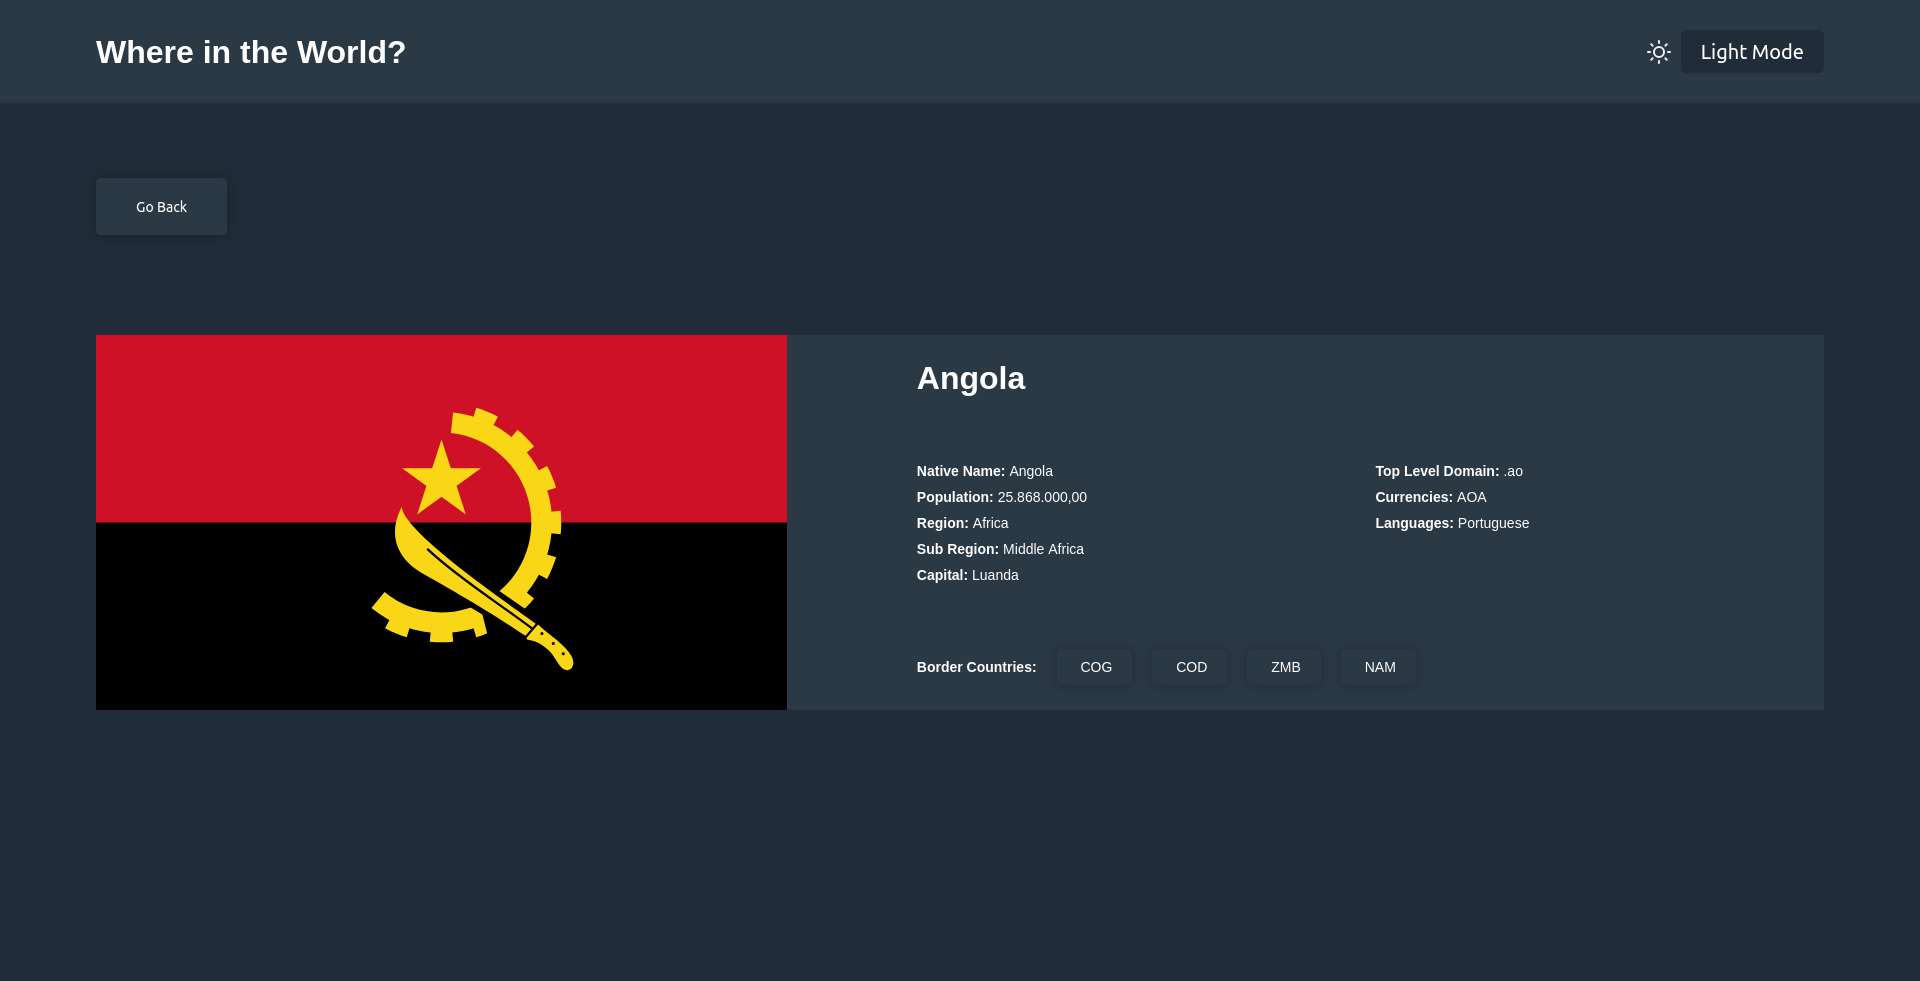 Where in the World?
Light Mode
Go Back
Angola
Native Name: Angola
Population: 25.868.000,00
Region: Africa
Sub Region: Middle Africa
Capital: Luanda
Top Level Domain: .ao
Currencies: AOA
Languages: Portuguese
Border Countries: COG COD ZMB NAM